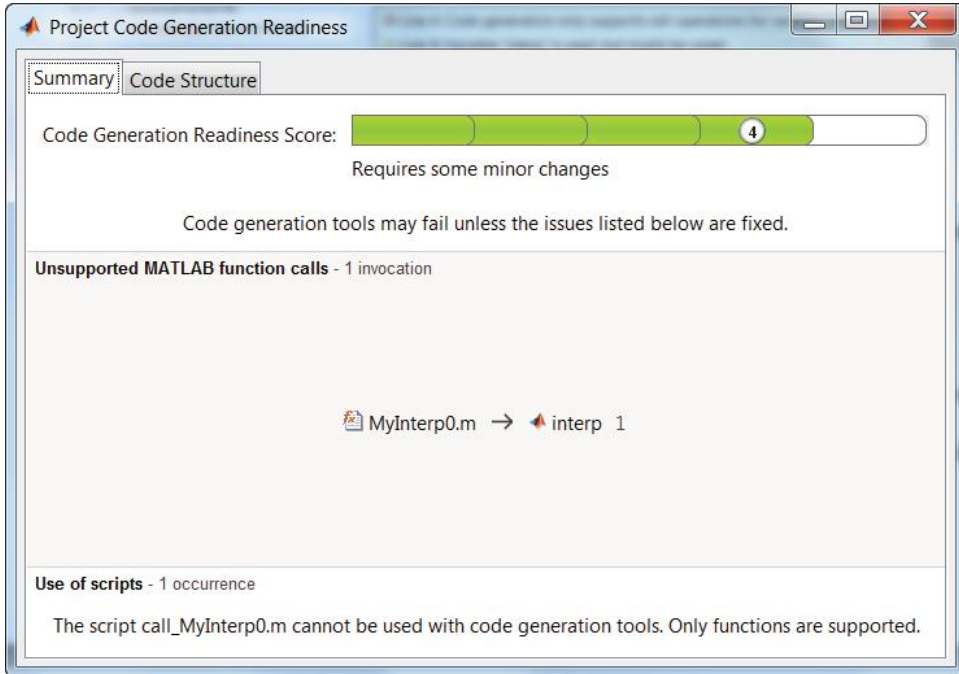 Project Code Generation Readiness
Summary
Code Structure
Code Generation Readiness Score:
4
Requires some minor changes
Code generation tools may fail unless the issues listed below are fixed.
Unsupported MATLAB function calls - 1 invocation
MyInterp0.m → interp 1
Use of scripts - 1 occurrence
The script call_MyInterp0.m cannot be used with code generation tools. Only functions are supported.